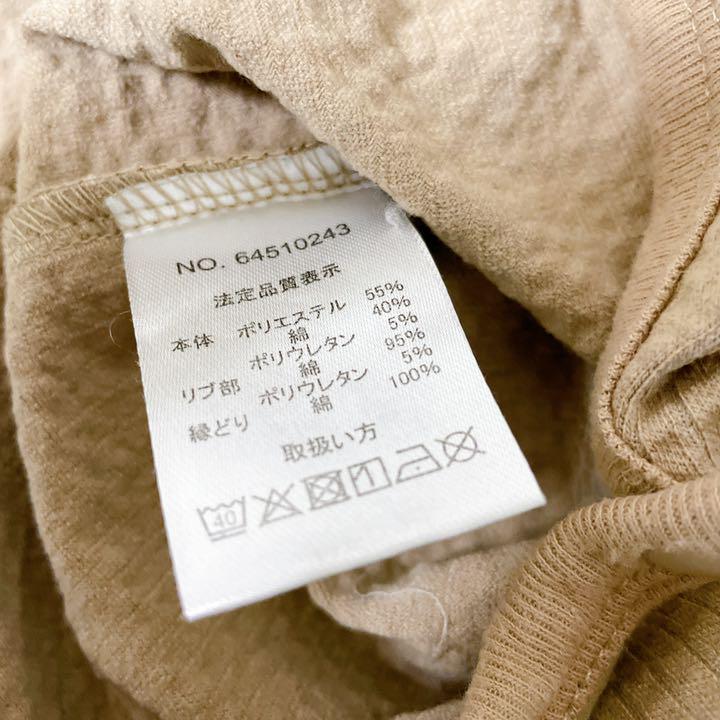 NO. 64510243
法定品質表示
本体 ポリエステル 55%
綿 40%
ポリウレタン 5%
リブ部 綿 95%
ポリウレタン 5%
縁どり 綿 100%
取扱い方
40